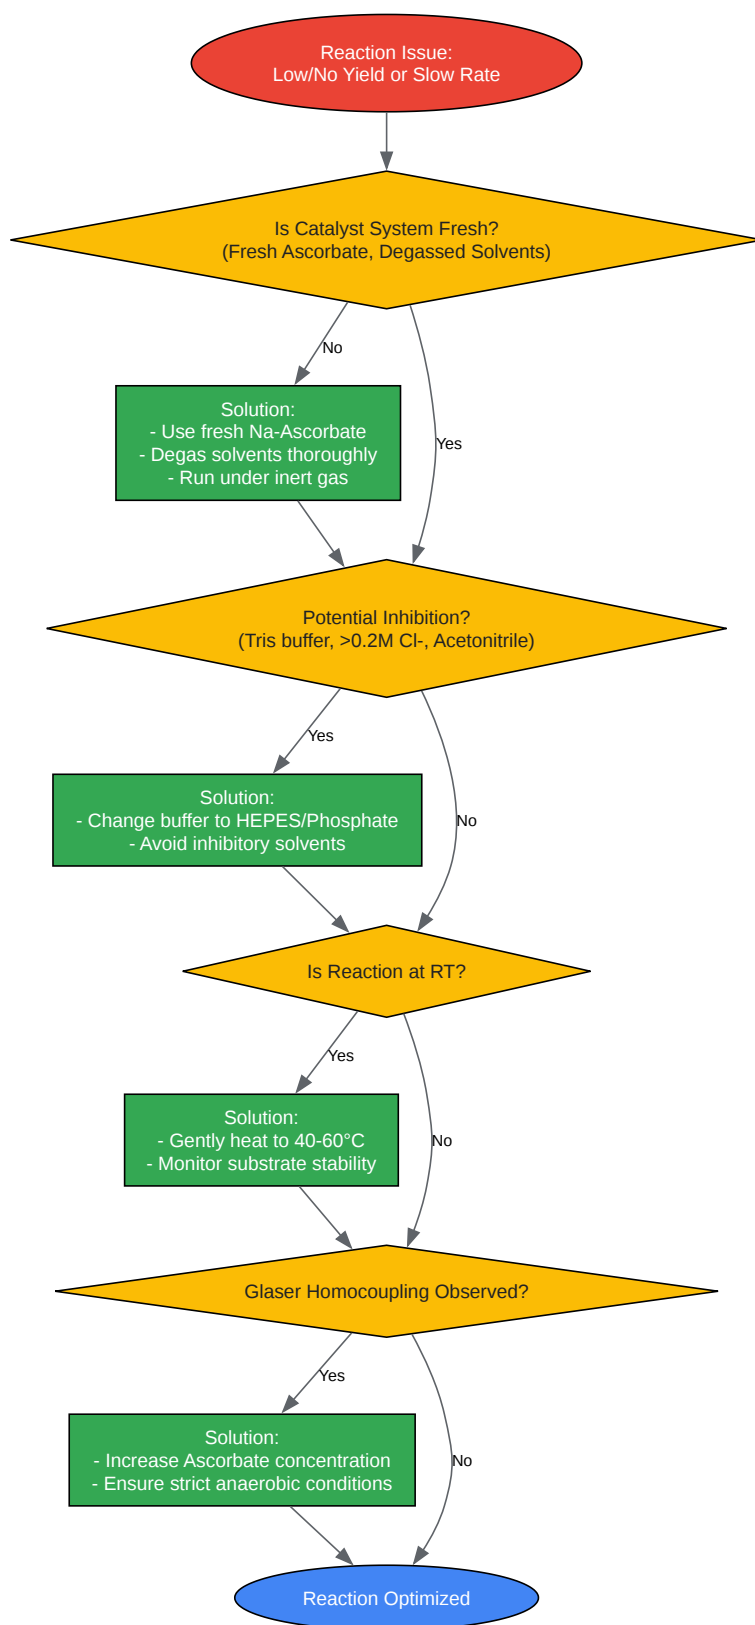 Reaction Issue:
Low/No Yield or Slow Rate
Is Catalyst System Fresh?
(Fresh Ascorbate, Degassed Solvents)
No
Solution:
- Use fresh Na-Ascorbate
- Degas solvents thoroughly
- Run under inert gas
Yes
Potential Inhibition?
(Tris buffer, >0.2M Cl-, Acetonitrile)
Yes
Solution:
- Change buffer to HEPES/Phosphate
- Avoid inhibitory solvents
No
Is Reaction at RT?
Yes
Solution:
- Gently heat to 40-60°C
- Monitor substrate stability
No
Glaser Homocoupling Observed?
Yes
Solution:
- Increase Ascorbate concentration
- Ensure strict anaerobic conditions
No
Reaction Optimized